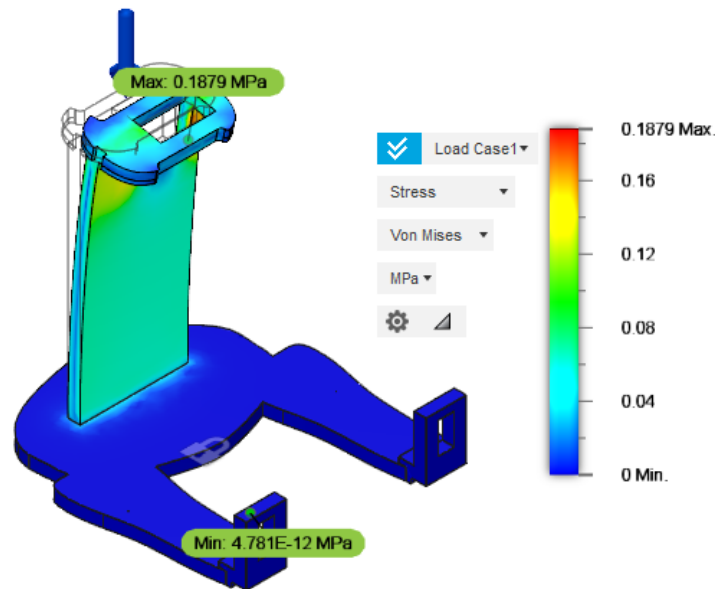 Max: 0.1879 MPa
Load Case1
Stress
Von Mises
MPa
0.1879 Max.
0.16
0.12
0.08
0.04
0 Min.
Min: 4.781E-12 MPa